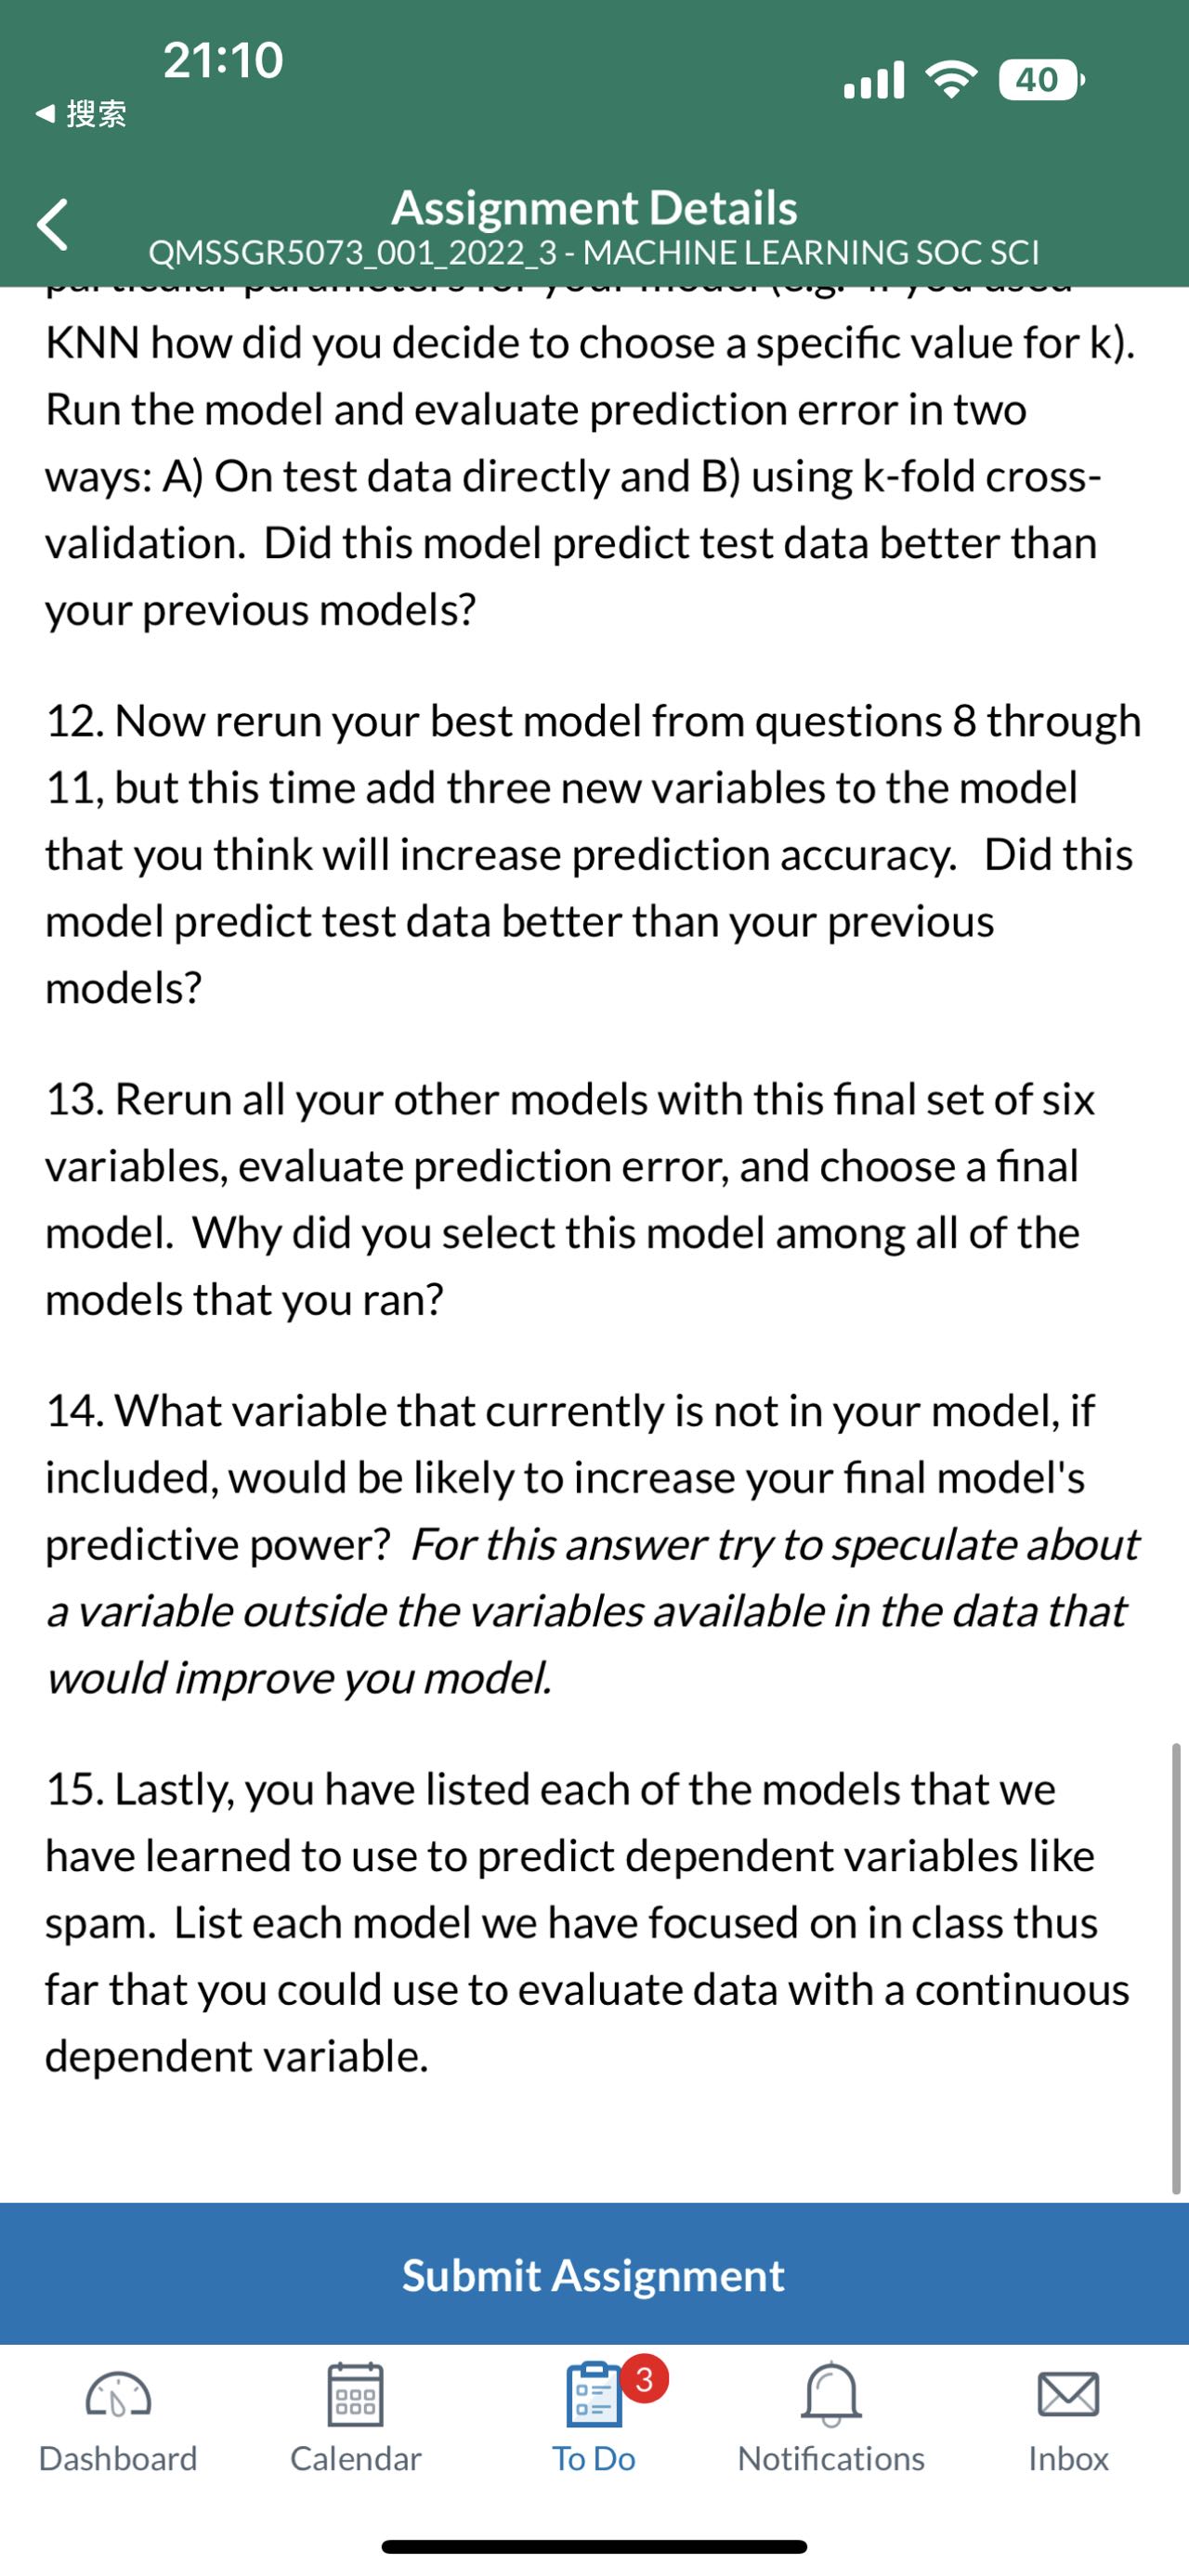 21:10
40
◀ 搜索
Assignment Details
QMSSGR5073_001_2022_3 - MACHINE LEARNING SOC SCI
particular parameters for your model (e.g. if you used
KNN how did you decide to choose a specific value for k).
Run the model and evaluate prediction error in two
ways: A) On test data directly and B) using k-fold cross-
validation. Did this model predict test data better than
your previous models?
12. Now rerun your best model from questions 8 through
11, but this time add three new variables to the model
that you think will increase prediction accuracy. Did this
model predict test data better than your previous
models?
13. Rerun all your other models with this final set of six
variables, evaluate prediction error, and choose a final
model. Why did you select this model among all of the
models that you ran?
14. What variable that currently is not in your model, if
included, would be likely to increase your final model's
predictive power? For this answer try to speculate about
a variable outside the variables available in the data that
would improve you model.
15. Lastly, you have listed each of the models that we
have learned to use to predict dependent variables like
spam. List each model we have focused on in class thus
far that you could use to evaluate data with a continuous
dependent variable.
Submit Assignment
3
Dashboard
Calendar
To Do
Notifications
Inbox